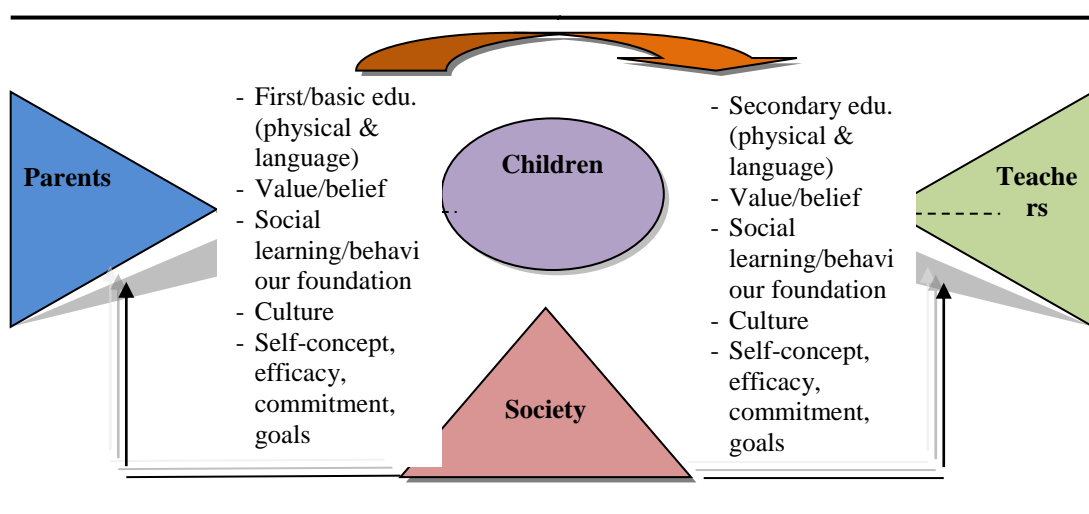 Parents
- First/basic edu.
(physical &
language)
- Value/belief
- Social
learning/behavi
our foundation
- Culture
- Self-concept,
efficacy,
commitment,
goals
Children
Society
- Secondary edu.
(physical &
language)
- Value/belief
- Social
learning/behavi
our foundation
- Culture
- Self-concept,
efficacy,
commitment,
goals
Teache
rs